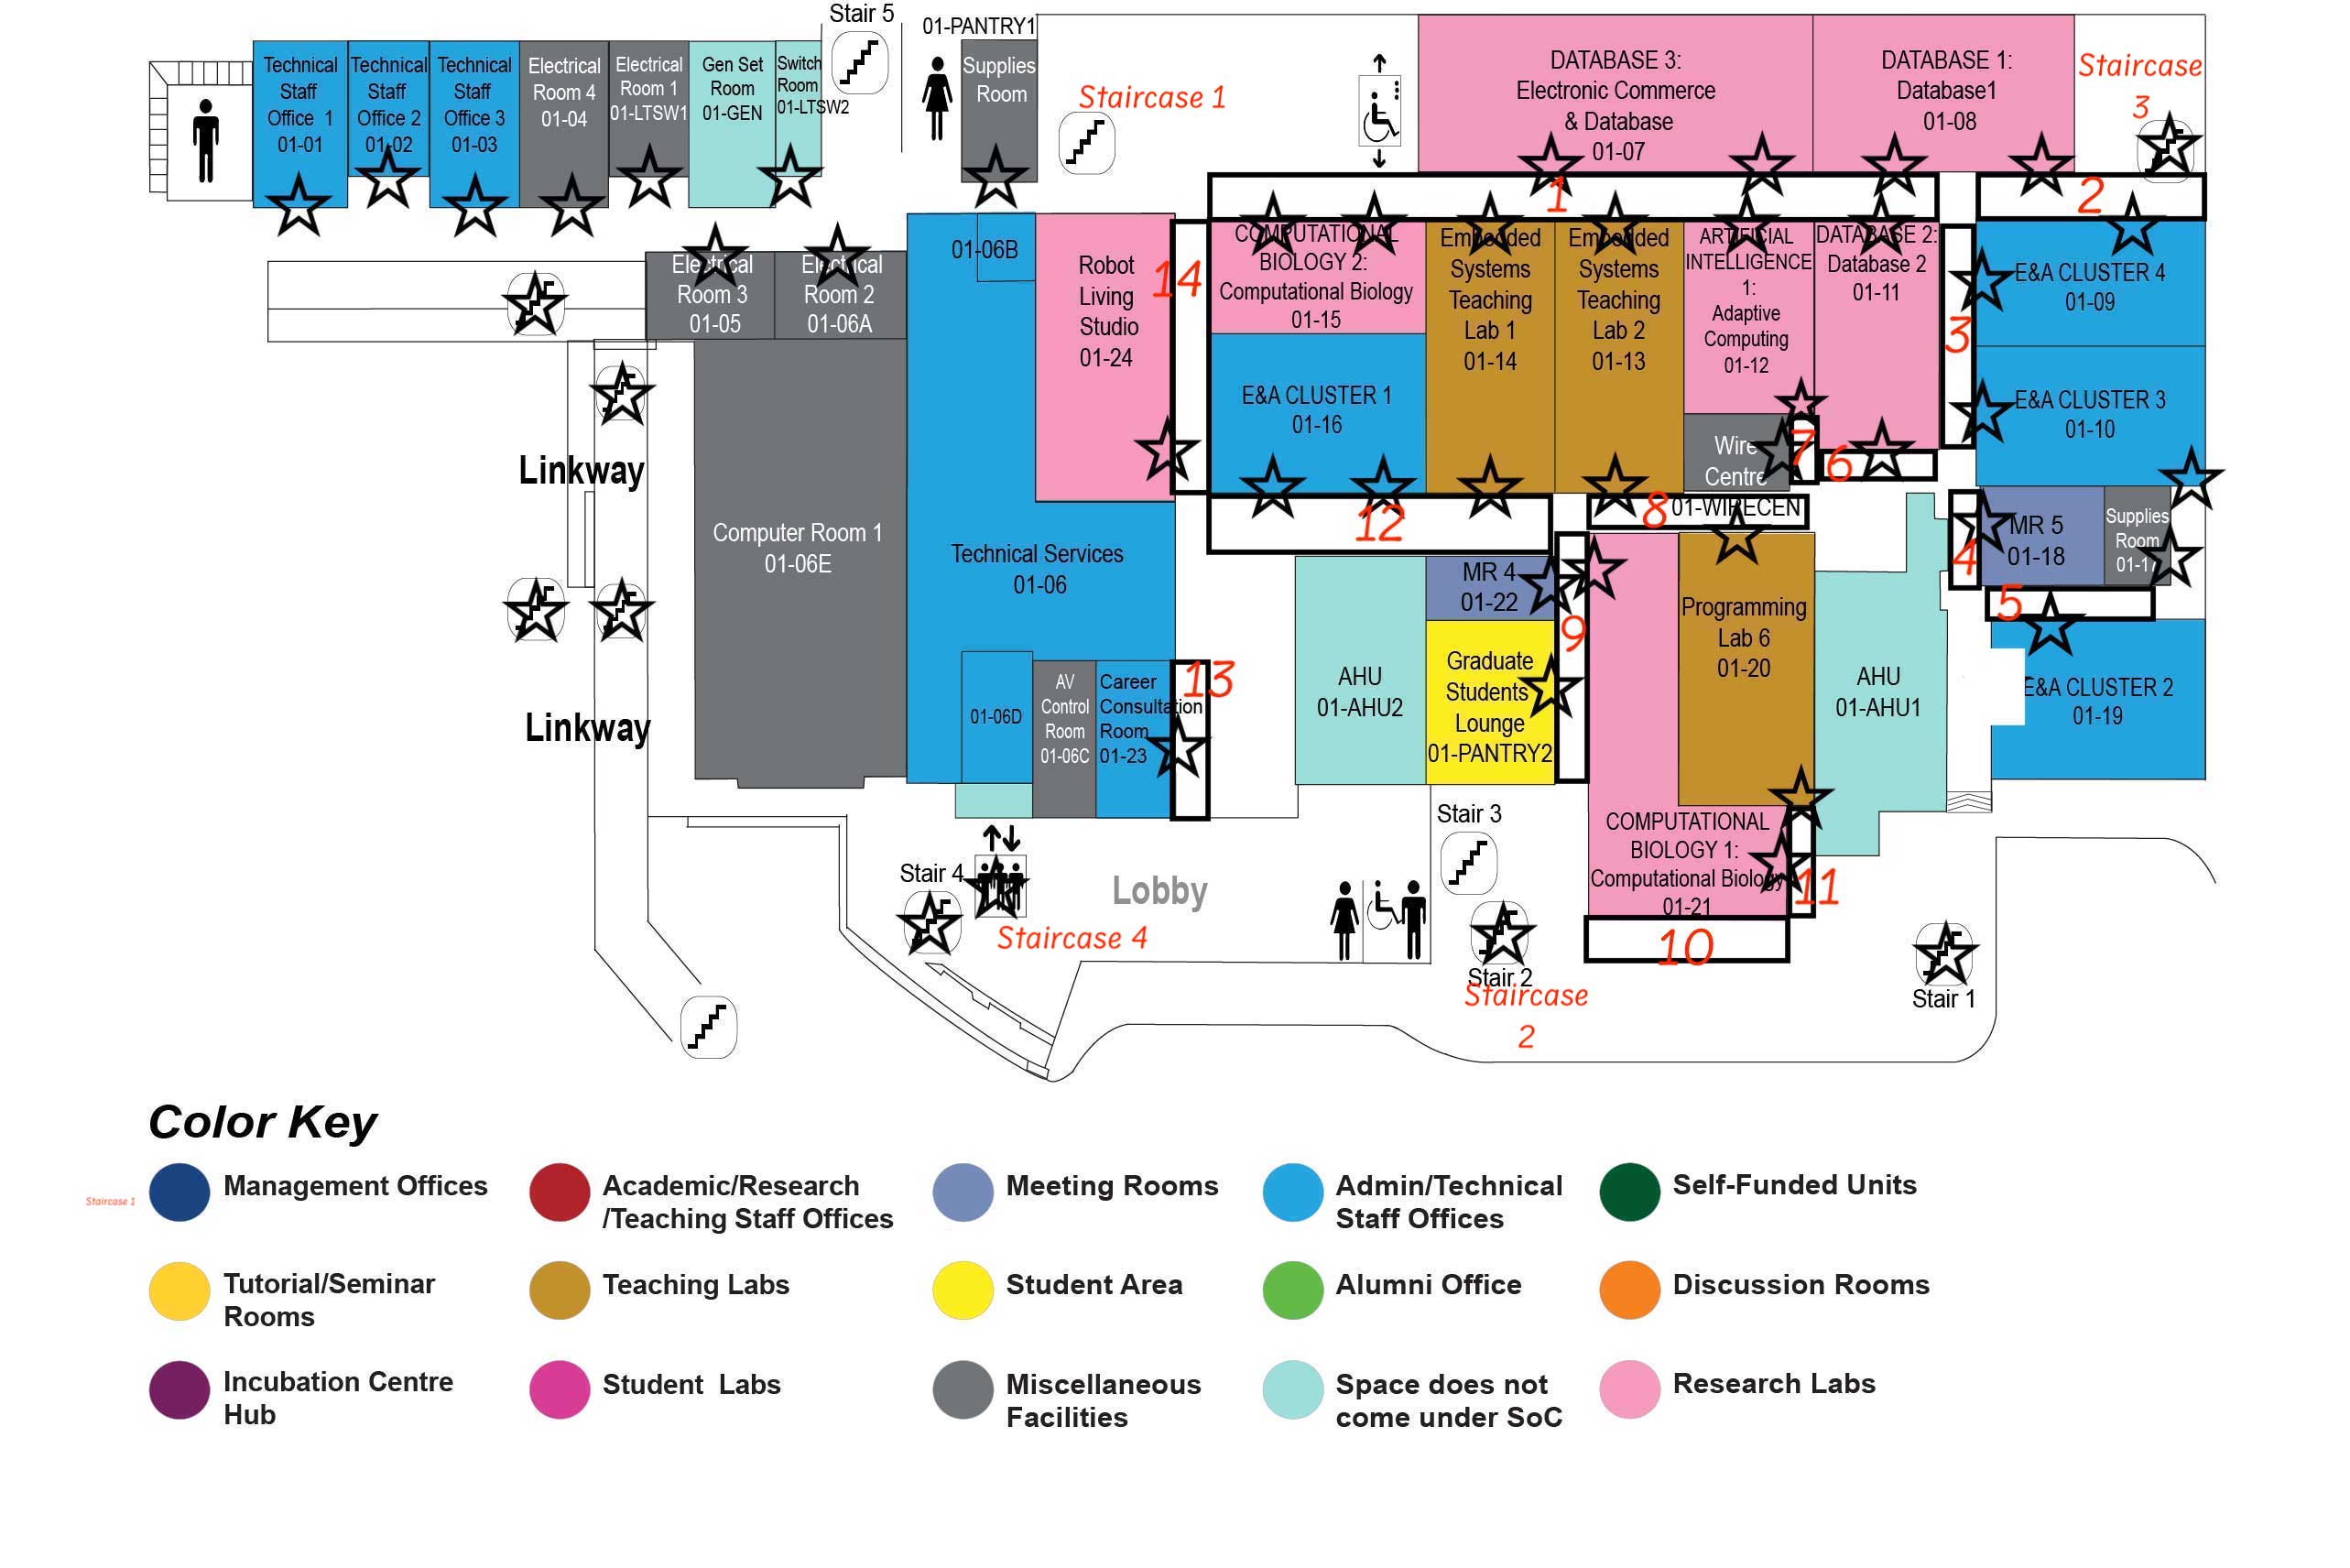 Stair 5
01-PANTRY1
Technical
Staff
Office 1
01-01
Technical
Staff
Office 2
01-02
Technical
Staff
Office 3
01-03
Electrical
Room 4
01-04
Electrical
Room 1
01-LTSW1
Gen Set
Room
01-GEN
Switch
Room
01-LTSW2
Supplies
Room
Staircase 1
DATABASE 3:
Electronic Commerce
& Database
01-07
DATABASE 1:
Database1
01-08
Staircase
3
1
2
Electrical
Room 3
01-05
Electrical
Room 2
01-06A
01-06B
Robot
Living
Studio
01-24
14
COMPUTATIONAL
BIOLOGY 2:
Computational Biology
01-15
Embedded
Systems
Teaching
Lab 1
01-14
Embedded
Systems
Teaching
Lab 2
01-13
ARTIFICIAL
INTELLIGENCE
1:
Adaptive
Computing
01-12
DATABASE 2:
Database 2
01-11
3
E&A CLUSTER 4
01-09
E&A CLUSTER 1
01-16
E&A CLUSTER 3
01-10
Wire
Centre
01-WIRECEN
7
6
Linkway
Computer Room 1
01-06E
Technical Services
01-06
12
8
4
MR 5
01-18
Supplies
Room
01-17
5
MR 4
01-22
9
Programming
Lab 6
01-20
AHU
01-AHU2
Graduate
Students
Lounge
01-PANTRY2
AHU
01-AHU1
E&A CLUSTER 2
01-19
Linkway
01-06D
AV
Control
Room
01-06C
Career
Consultation
Room
01-23
13
Stair 3
COMPUTATIONAL
BIOLOGY 1:
Computational Biology
01-21
11
Stair 4
Lobby
Staircase 4
10
Stair 2
Staircase
2
Stair 1
Color Key
Staircase 1
Management Offices
Academic/Research
/Teaching Staff Offices
Meeting Rooms
Admin/Technical
Staff Offices
Self-Funded Units
Tutorial/Seminar
Rooms
Teaching Labs
Student Area
Alumni Office
Discussion Rooms
Incubation Centre
Hub
Student Labs
Miscellaneous
Facilities
Space does not
come under SoC
Research Labs